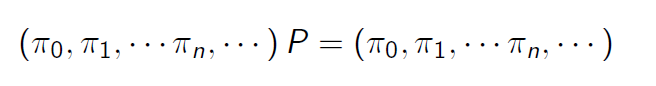 (π₀, π₁, ⋯ πₙ, ⋯) P = (π₀, π₁, ⋯ πₙ, ⋯)